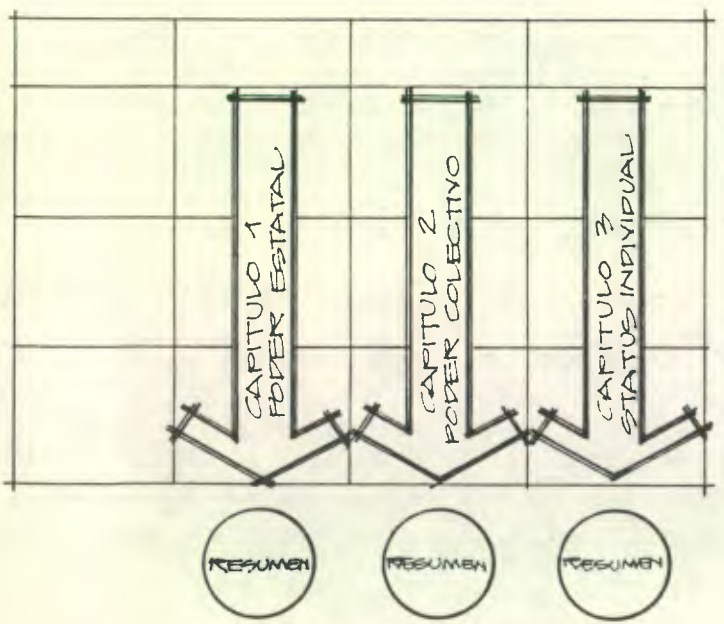 CAPITULO 1
PODER ESTATAL
CAPITULO 2
PODER COLECTIVO
CAPITULO 3
STATUS INDIVIDUAL
RESUMEN
RESUMEN
RESUMEN